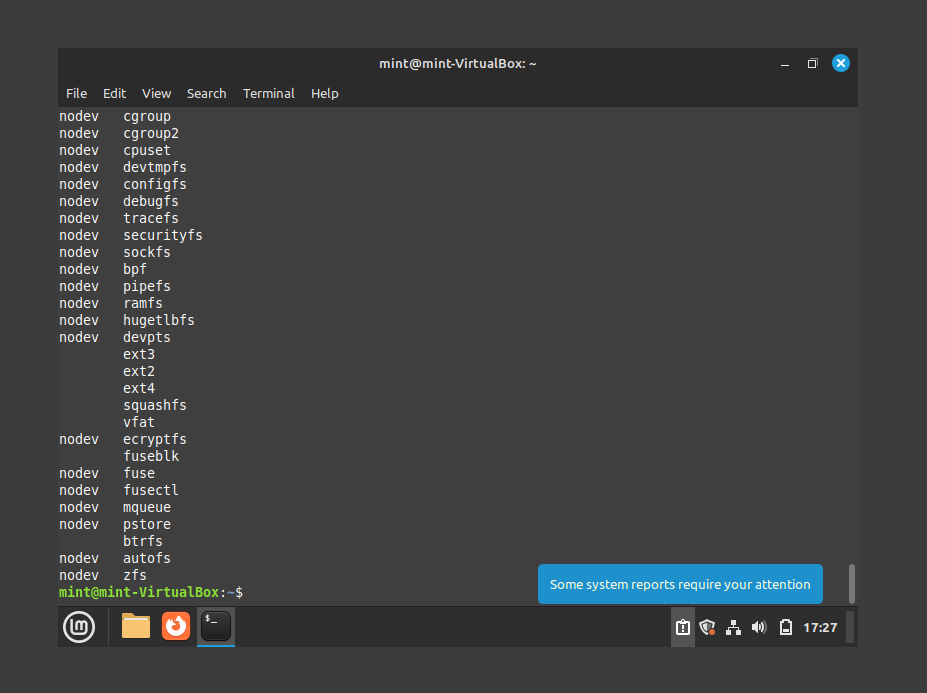 mint@mint-VirtualBox: ~
File Edit View Search Terminal Help
nodev cgroup
nodev cgroup2
nodev cpuset
nodev devtmpfs
nodev configfs
nodev debugfs
nodev tracefs
nodev securityfs
nodev sockfs
nodev bpf
nodev pipefs
nodev ramfs
nodev hugetlbfs
nodev devpts
ext3
ext2
ext4
squashfs
vfat
nodev ecryptfs
fuseblk
nodev fuse
nodev fusectl
nodev mqueue
nodev pstore
btrfs
nodev autofs
nodev zfs
mint@mint-VirtualBox:~$
Some system reports require your attention
$_
17:27